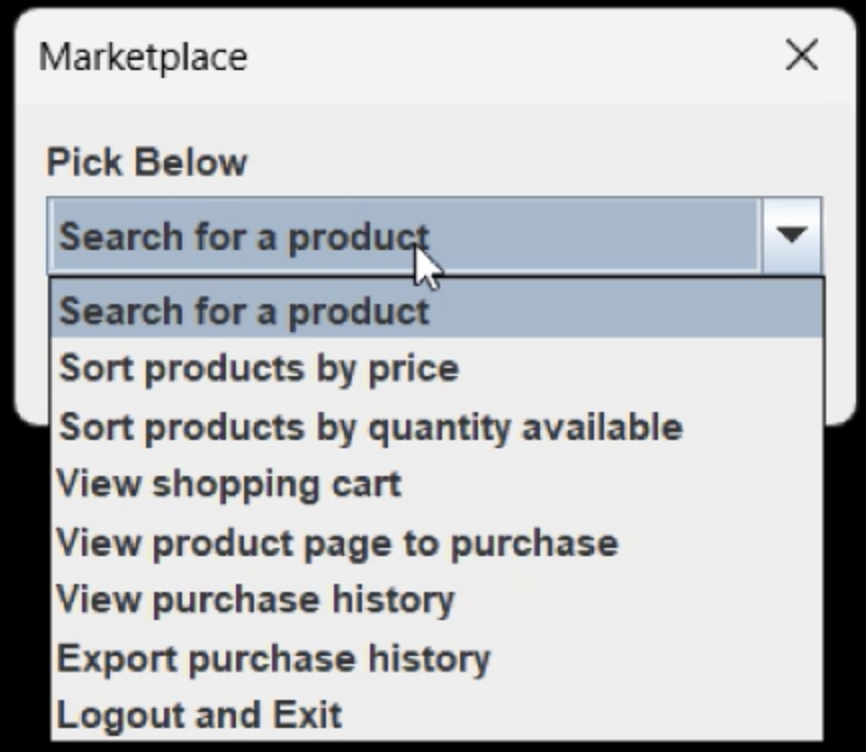 Marketplace
Pick Below
Search for a product
Search for a product
Sort products by price
Sort products by quantity available
View shopping cart
View product page to purchase
View purchase history
Export purchase history
Logout and Exit